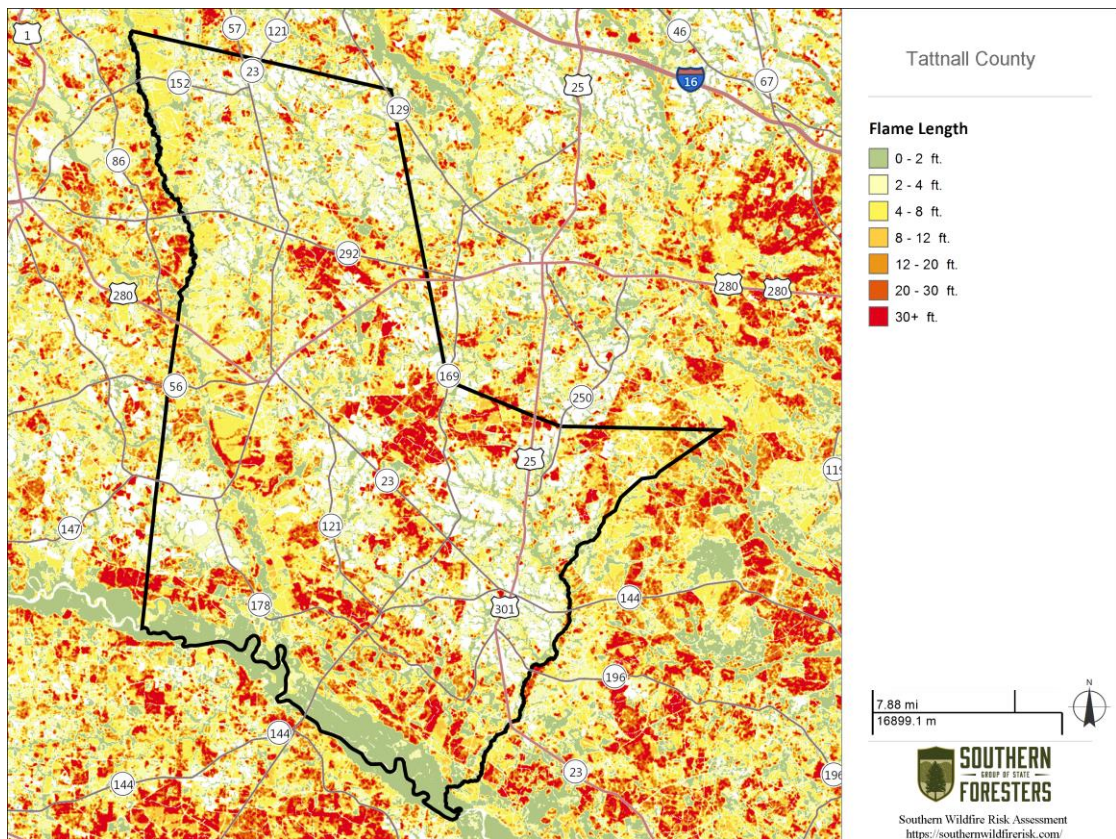 Tattnall County
Flame Length
0 - 2 ft.
2 - 4 ft.
4 - 8 ft.
8 - 12 ft.
12 - 20 ft.
20 - 30 ft.
30+ ft.
1
57
121
46
67
16
25
23
152
129
86
292
280
280
280
56
169
250
25
119
23
147
121
178
301
144
196
144
23
144
196
7.88 mi
16899.1 m
N
SOUTHERN
GROUP OF STATE
FORESTERS
Southern Wildfire Risk Assessment
https://southernwildfirerisk.com/